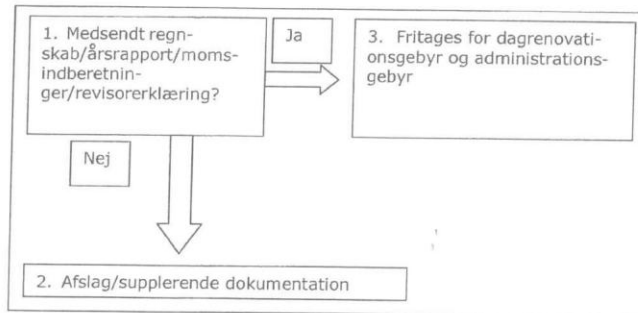 1. Medsendt regn-
skab/årsrapport/moms-
indberetnin-
ger/revisorerklæring?
Ja
3. Fritages for dagrenovati-
onsgebyr og administrations-
gebyr
Nej
2. Afslag/supplerende dokumentation